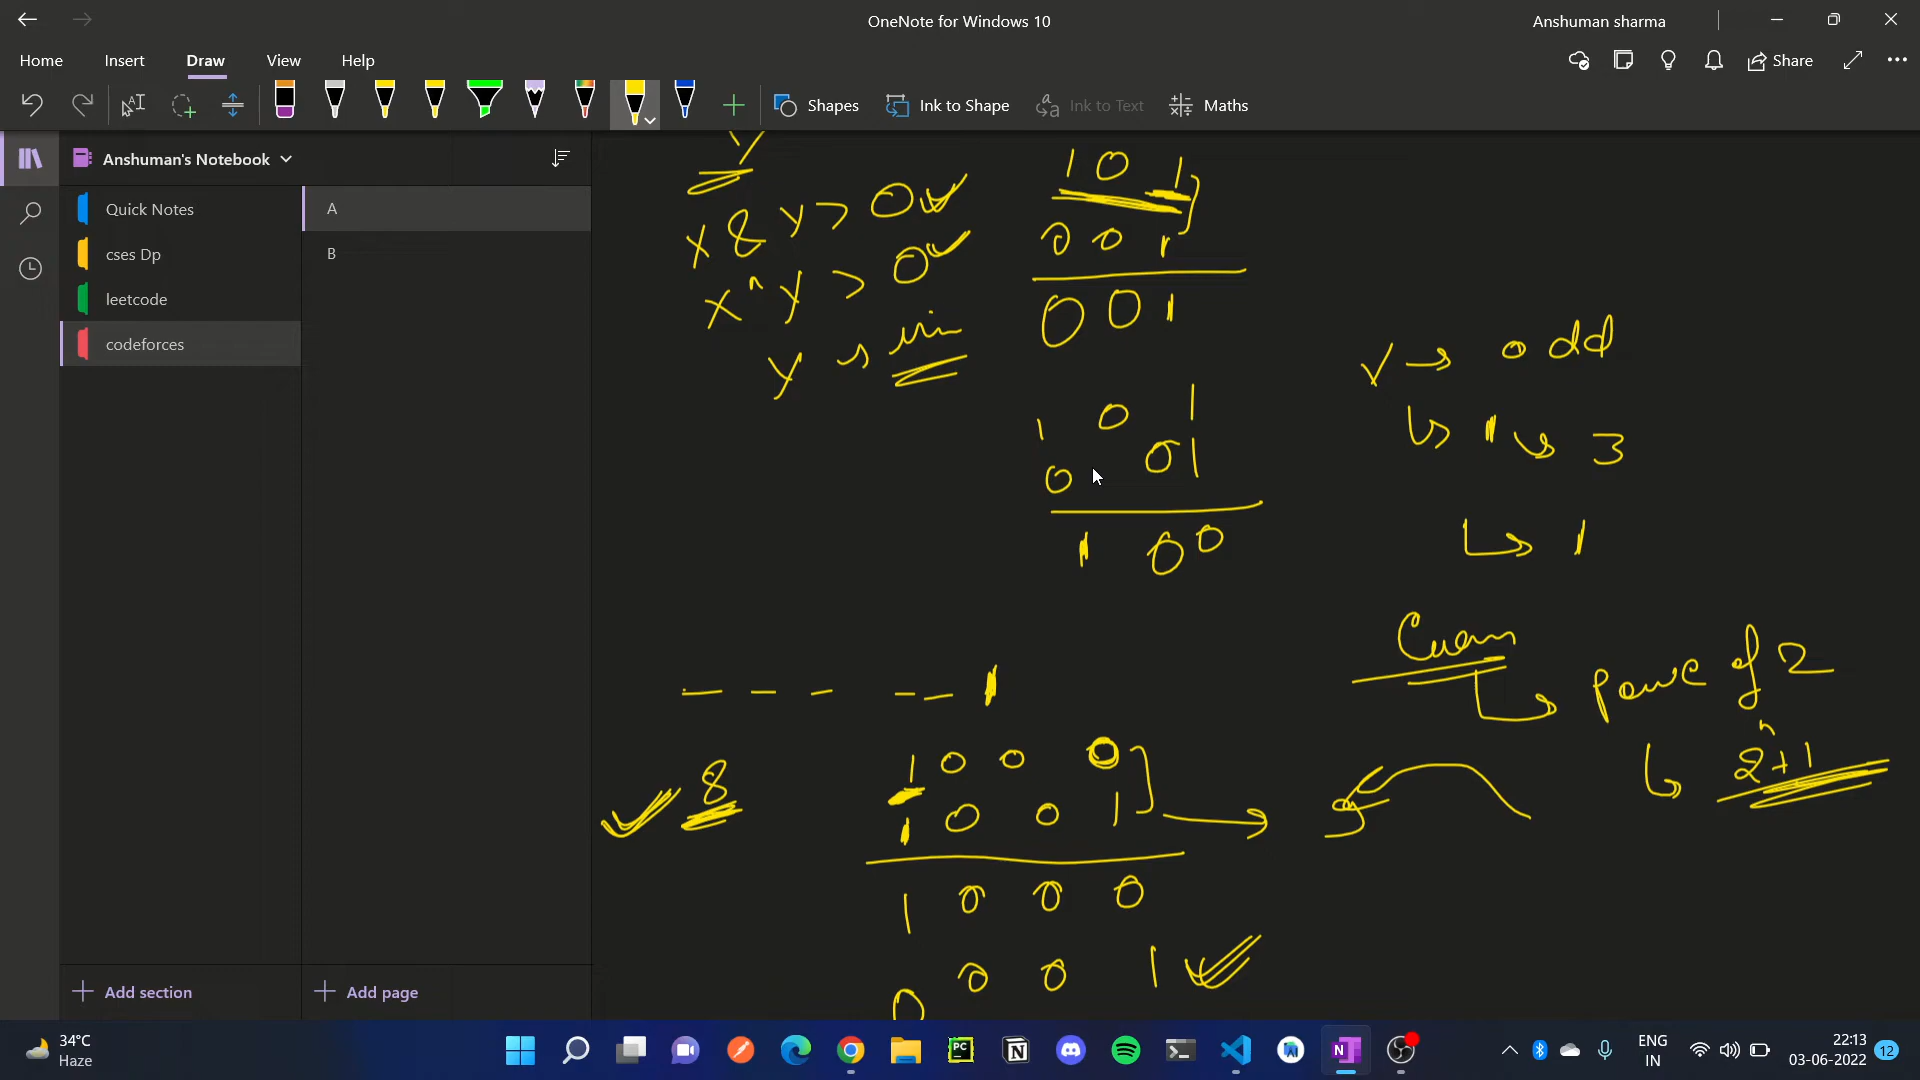 OneNote for Windows 10
Anshuman sharma
Home Insert Draw View Help
Share
Shapes Ink to Shape Ink to Text Maths
Anshuman's Notebook
Quick Notes
cses Dp
leetcode
codeforces
A
B
Add section
Add page
y
x & y > 0
x ^ y > 0
y → min
1 0 1
0 0 1
0 0 1
1 0 1
0 0 1
1 0 0
→ odd
↳ 1 → 3
↳ 1
Even
↳ power of 2
↳ 2^n + 1
1
8
1 0 0 0
1 0 0 1 → 9
1 0 0 0
0 0 0 1
34°C
Haze
ENG
IN
22:13
03-06-2022
12